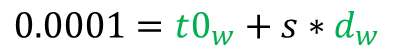 0.0001 = t0_w + s * d_w